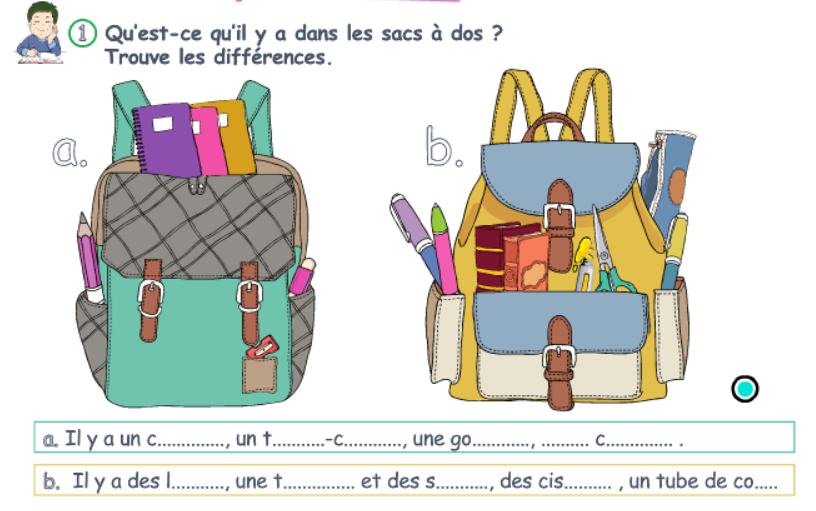 1 Qu'est-ce qu'il y a dans les sacs à dos ?
Trouve les différences.
a.
b.
a. Il y a un c.............., un t..........-c..........., une go..........., .......... c.............. .
b. Il y a des l.........., une t............... et des s.........., des cis......... , un tube de co.....